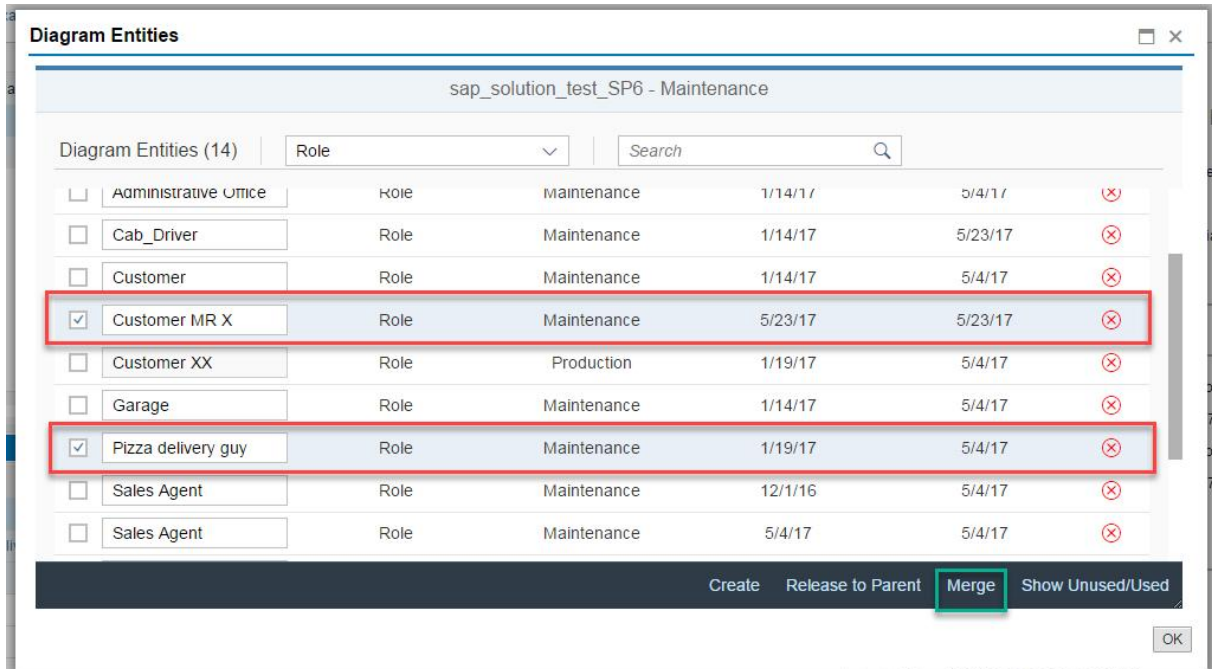 Diagram Entities
sap_solution_test_SP6 - Maintenance
Diagram Entities (14) Role Search
Administrative Office Role Maintenance 1/14/17 5/4/17
Cab_Driver Role Maintenance 1/14/17 5/23/17
Customer Role Maintenance 1/14/17 5/4/17
Customer MR X Role Maintenance 5/23/17 5/23/17
Customer XX Role Production 1/19/17 5/4/17
Garage Role Maintenance 1/14/17 5/4/17
Pizza delivery guy Role Maintenance 1/19/17 5/4/17
Sales Agent Role Maintenance 12/1/16 5/4/17
Sales Agent Role Maintenance 5/4/17 5/4/17
Create Release to Parent Merge Show Unused/Used
OK